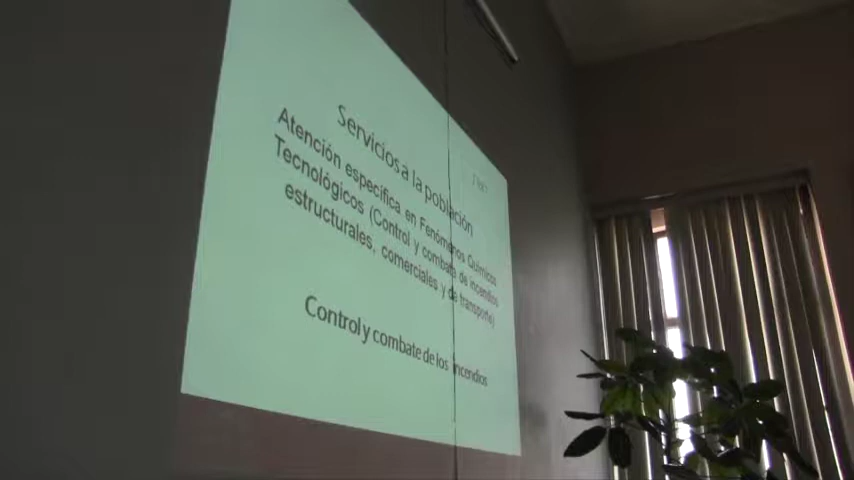 Servicios a la población
Atención específica en Fenómenos Químicos
Tecnológicos (Control y combate de incendios
estructurales, comerciales y de transporte)
Control y combate de los incendios